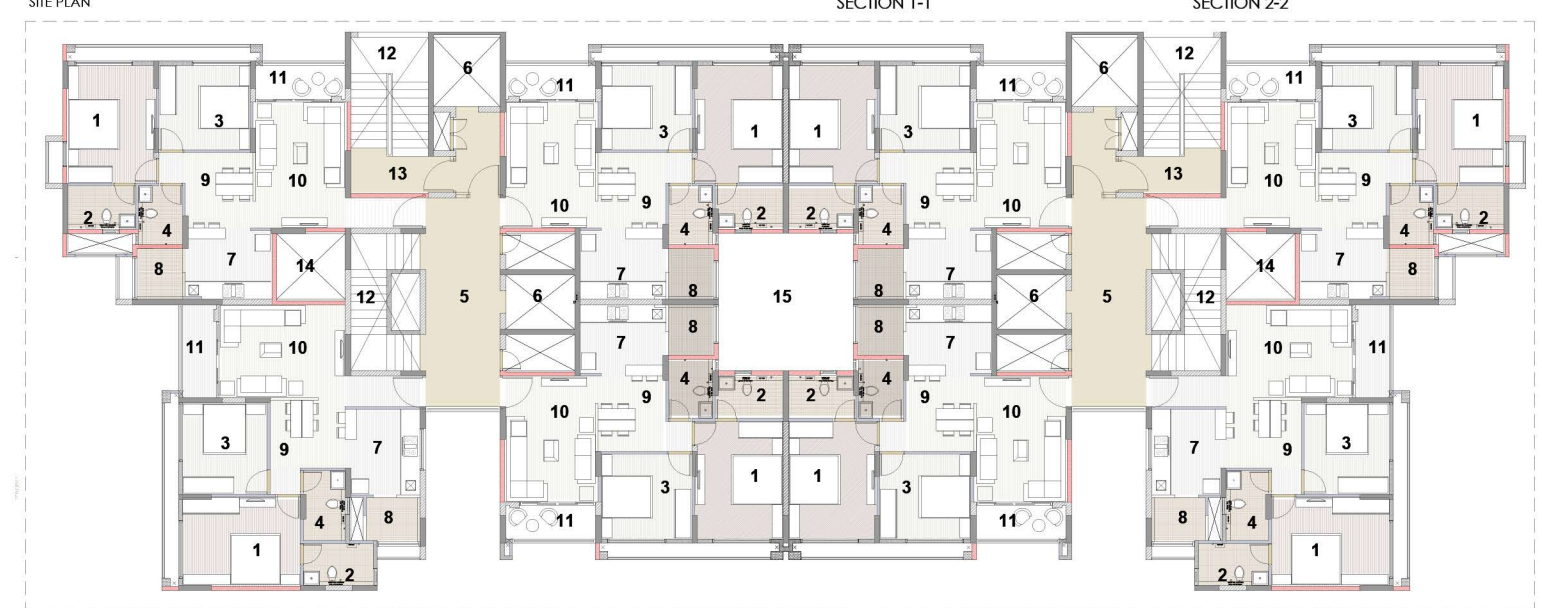 SITE PLAN SECTION 1-1 SECTION 2-2
12 12
6 6
11 11 11 11
1 3 3 1 1 3 3 1
13 13
9 10 10 9 9 10 10 9
2 4 4 2 2 4 4 2
7 7 7 7
8 14 14 8
12 5 6 8 15 8 6 5 12
11 10 7 8 8 7 10 11
4 2 2 4
10 9 9 10
3 9 7 7 9 3
3 1 1 3
4 8 11 11 8 4
1 2 2 1